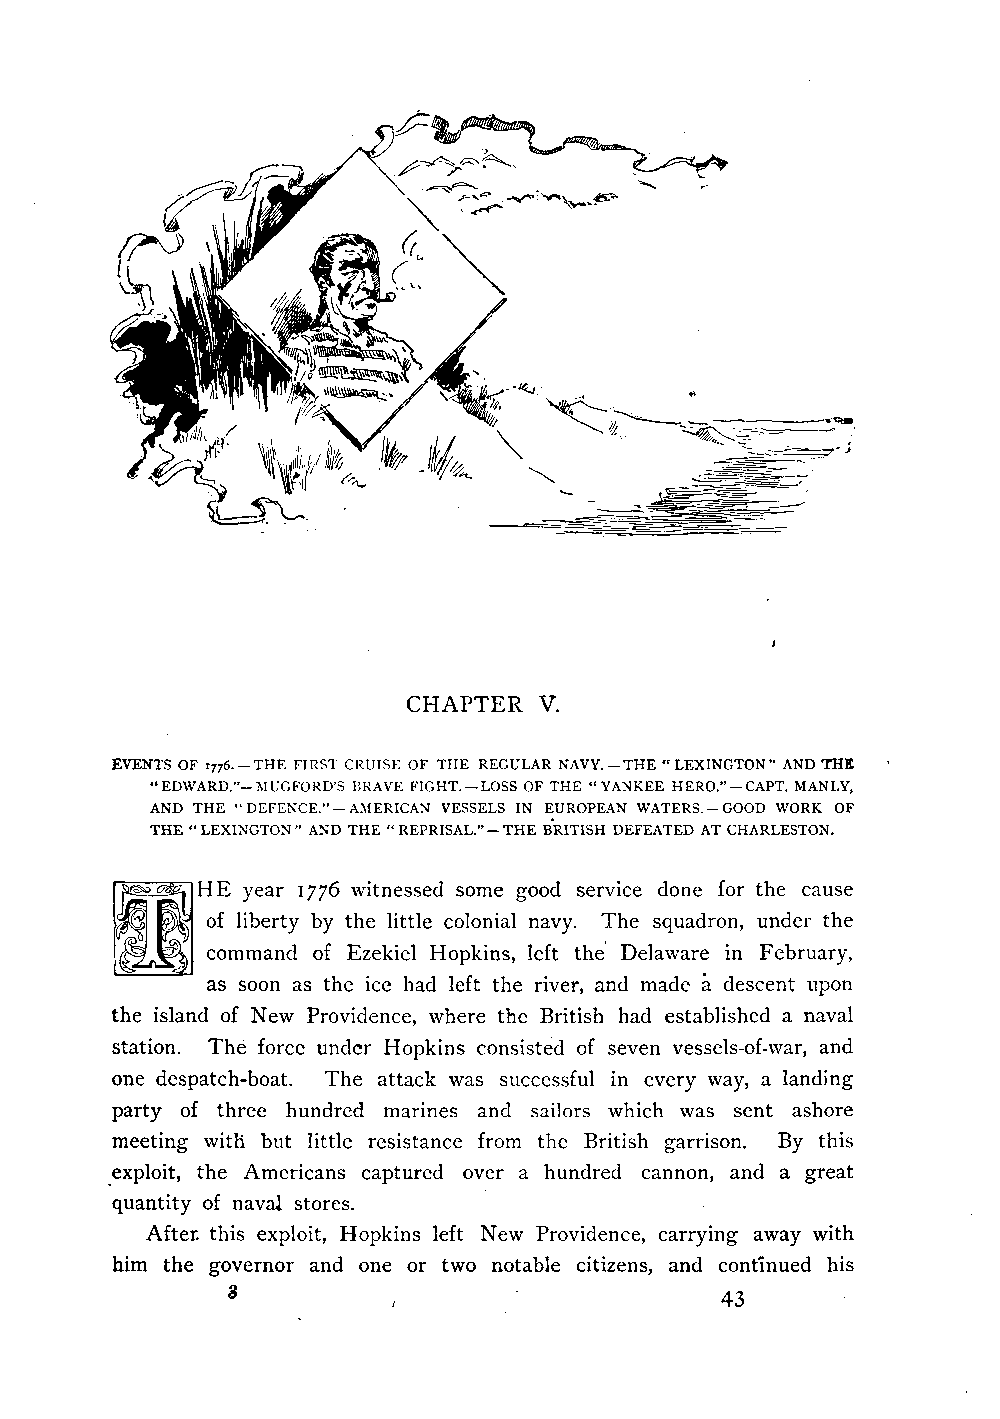 CHAPTER V.
EVENTS OF 1776.—THE FIRST CRUISE OF THE REGULAR NAVY.—THE "LEXINGTON" AND THE
"EDWARD."—MUGFORD'S BRAVE FIGHT.—LOSS OF THE "YANKEE HERO."—CAPT. MANLY,
AND THE "DEFENCE."—AMERICAN VESSELS IN EUROPEAN WATERS.—GOOD WORK OF
THE "LEXINGTON" AND THE "REPRISAL."—THE BRITISH DEFEATED AT CHARLESTON.
THE year 1776 witnessed some good service done for the cause
of liberty by the little colonial navy. The squadron, under the
command of Ezekiel Hopkins, left the Delaware in February,
as soon as the ice had left the river, and made a descent upon
the island of New Providence, where the British had established a naval
station. The force under Hopkins consisted of seven vessels-of-war, and
one despatch-boat. The attack was successful in every way, a landing
party of three hundred marines and sailors which was sent ashore
meeting with but little resistance from the British garrison. By this
exploit, the Americans captured over a hundred cannon, and a great
quantity of naval stores.
After this exploit, Hopkins left New Providence, carrying away with
him the governor and one or two notable citizens, and continued his
3 43